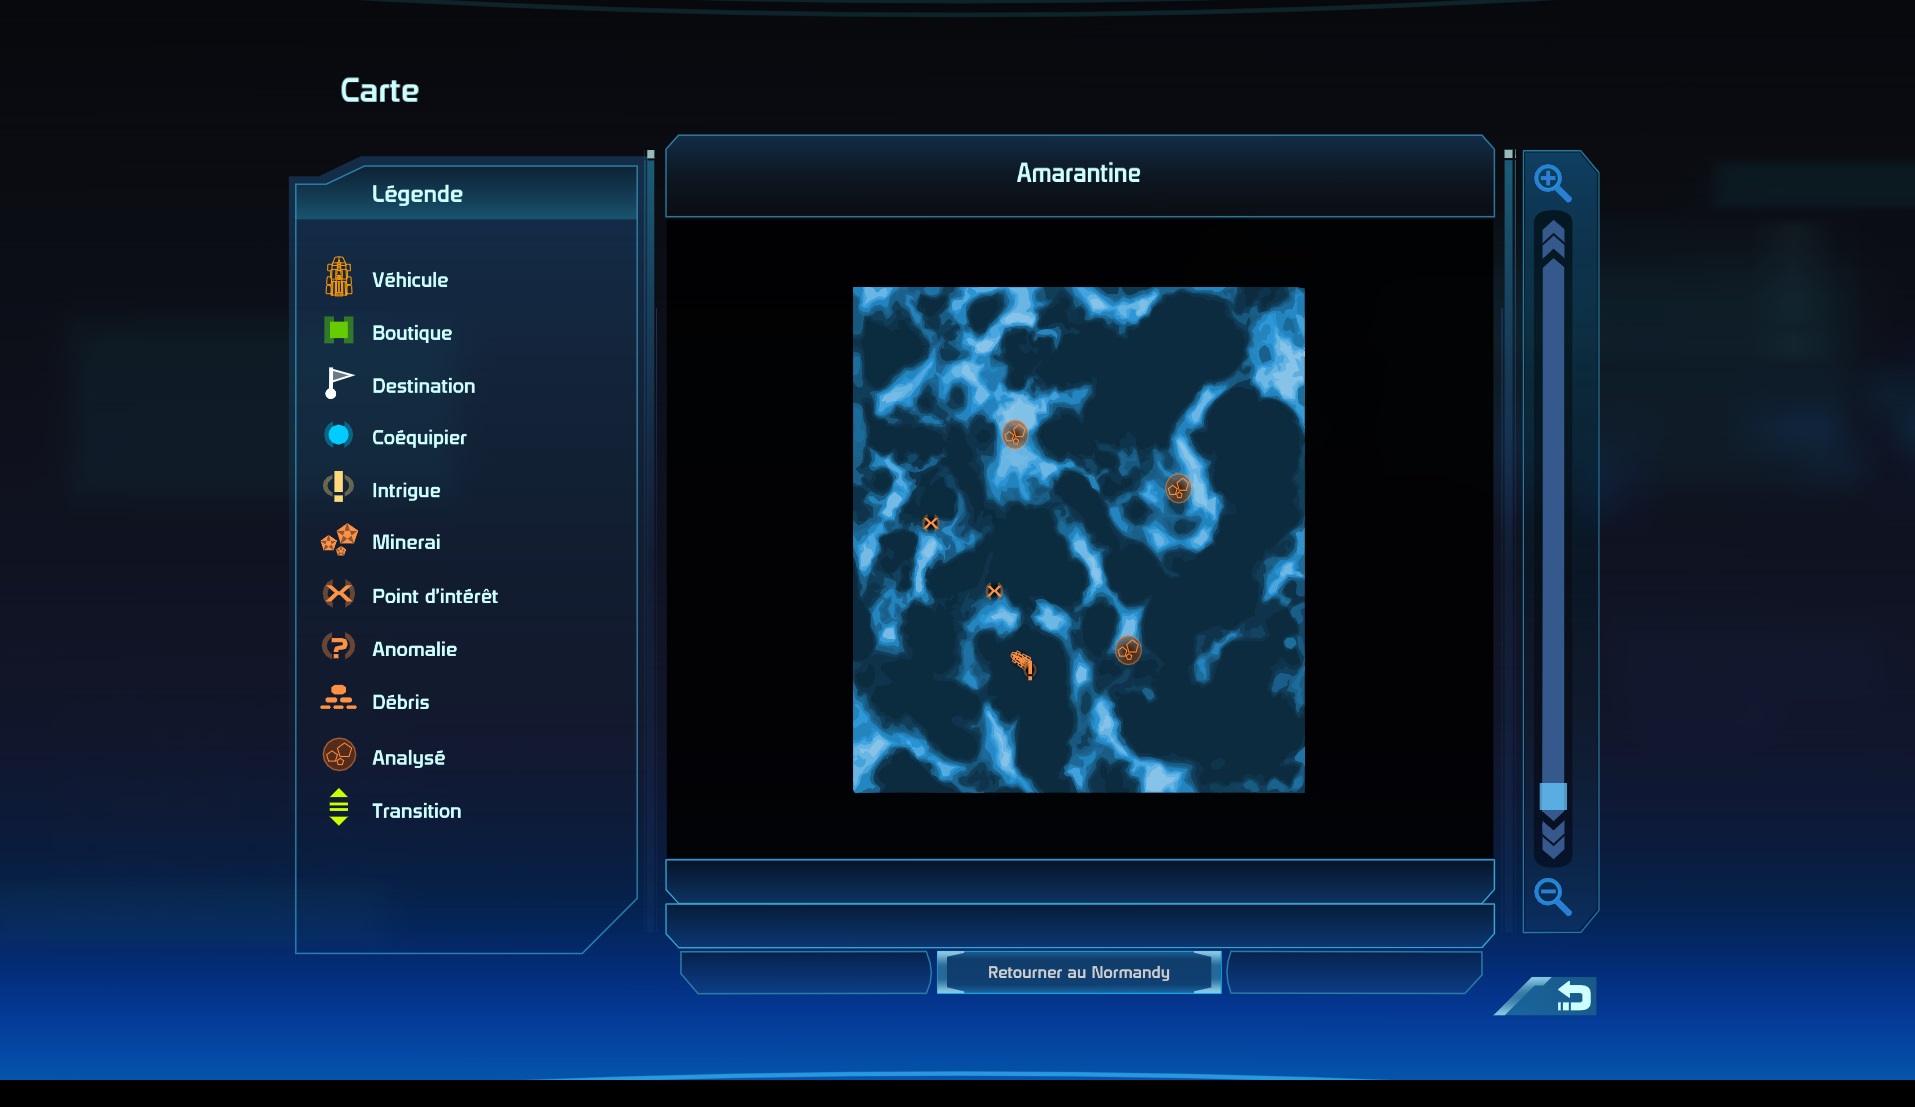 Carte
Légende
Véhicule
Boutique
Destination
Coéquipier
Intrigue
Minerai
Point d'intérêt
Anomalie
Débris
Analysé
Transition
Amarantine
Retourner au Normandy